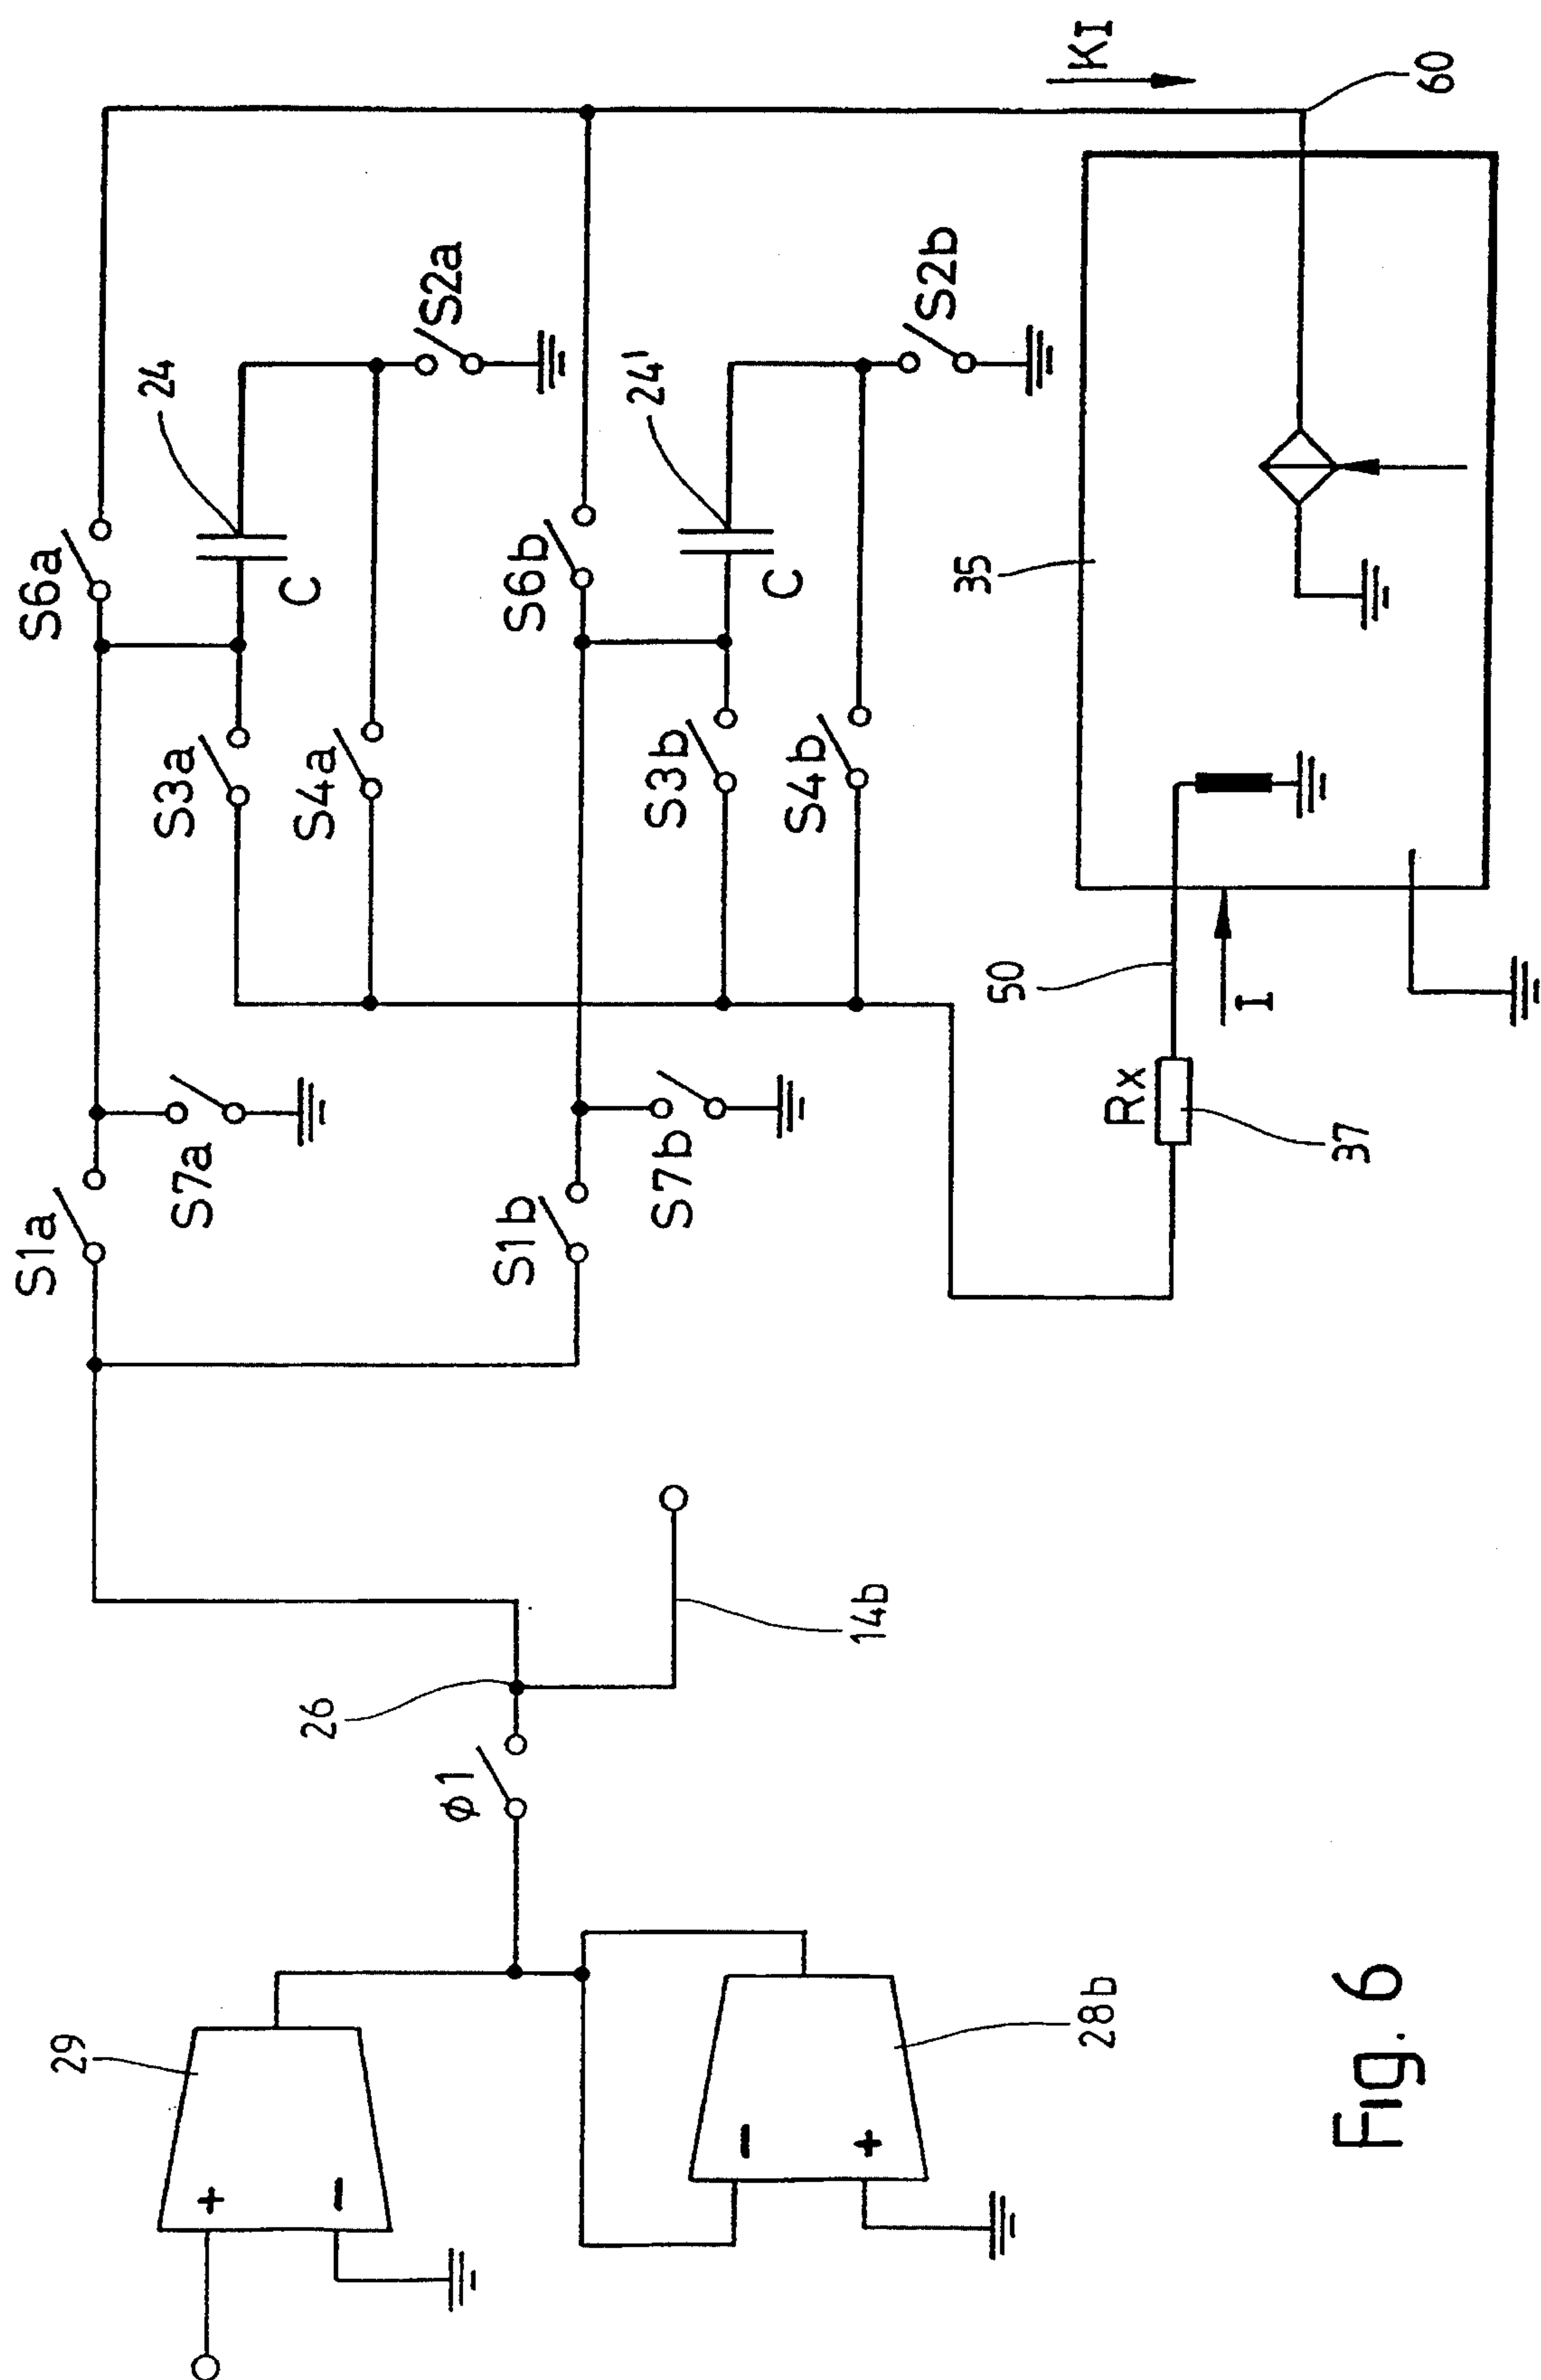 29
+
−
28b
−
+
ϕ1
26
14b
S1a
S7a
S1b
S7b
S3a
S4a
S6a
C
24
S2a
S3b
S4b
S6b
C
24'
S2b
Rx
37
50
I
35
KI
60
Fig. 6